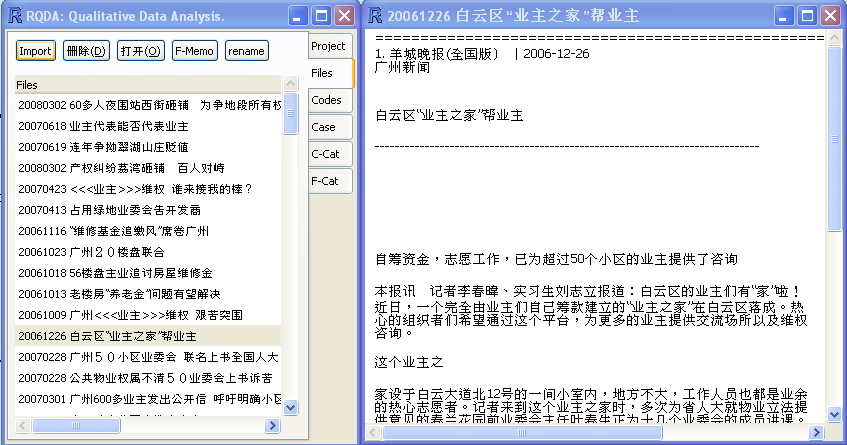 RQDA: Qualitative Data Analysis.
Import
删除(D)
打开(O)
F-Memo
rename
Files
20080302 60多人夜围站西街砸铺 为争地段所有权
20070618 业主代表能否代表业主
20070619 连年争拗翠湖山庄贬值
20080302 产权纠纷荔湾砸铺 百人对峙
20070423 <<<业主>>>维权 谁来接我的棒？
20070413 占用绿地业委会告开发商
20061116 "维修基金追缴风"席卷广州
20061023 广州２０楼盘联合
20061018 56楼盘主业追讨房屋维修金
20061013 老楼房"养老金"问题有望解决
20061009 广州<<<业主>>>维权 艰苦突围
20061226 白云区"业主之家"帮业主
20070228 广州５０小区业委会 联名上书全国人大
20070228 公共物业权属不清５０业委会上书诉苦
20070301 广州600多业主发出公开信 呼吁明确小区
Project
Files
Codes
Case
C-Cat
F-Cat
20061226 白云区"业主之家"帮业主
================================================================
1. 羊城晚报(全国版） | 2006-12-26
广州新闻
白云区"业主之家"帮业主
--------------------------------------------------------------------------------
自筹资金，志愿工作，已为超过50个小区的业主提供了咨询
本报讯 记者李春暐、实习生刘志立报道：白云区的业主们有"家"啦！
近日，一个完全由业主们自己筹款建立的"业主之家"在白云区落成。热
心的组织者们希望通过这个平台，为更多的业主提供交流场所以及维权
咨询。
这个业主之
家设于白云大道北12号的一间小室内，地方不大，工作人员也都是业余
的热心志愿者。记者来到这个业主之家时，多次为省人大就物业立法提
供意见的春兰花园前业委会主任叶春生正为十几个业委会的成员讲课。